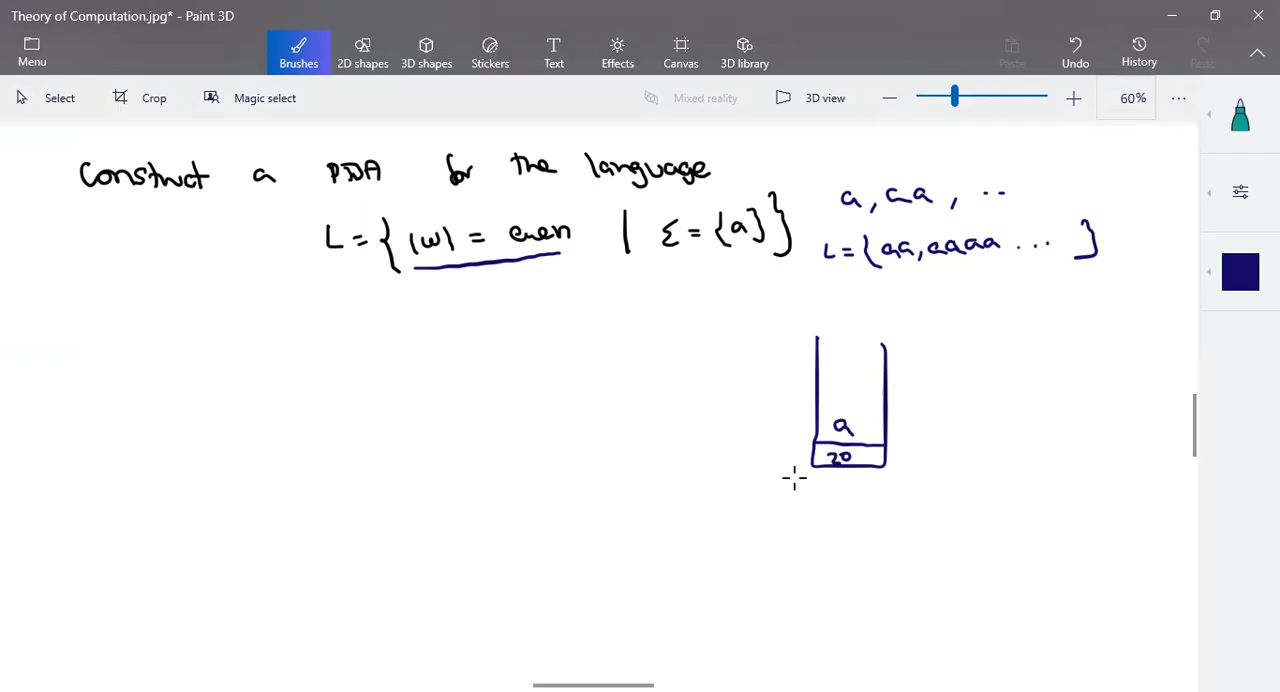 Theory of Computation.jpg* - Paint 3D
Menu
Brushes 2D shapes 3D shapes Stickers Text Effects Canvas 3D library Paste Undo History Redo
Select Crop Magic select Mixed reality 3D view 60%
Construct a PDA for the language
L = { |w| = even | Σ = {a} }
a, aa, ..
L = { aa, aaaa ... }
a
z0